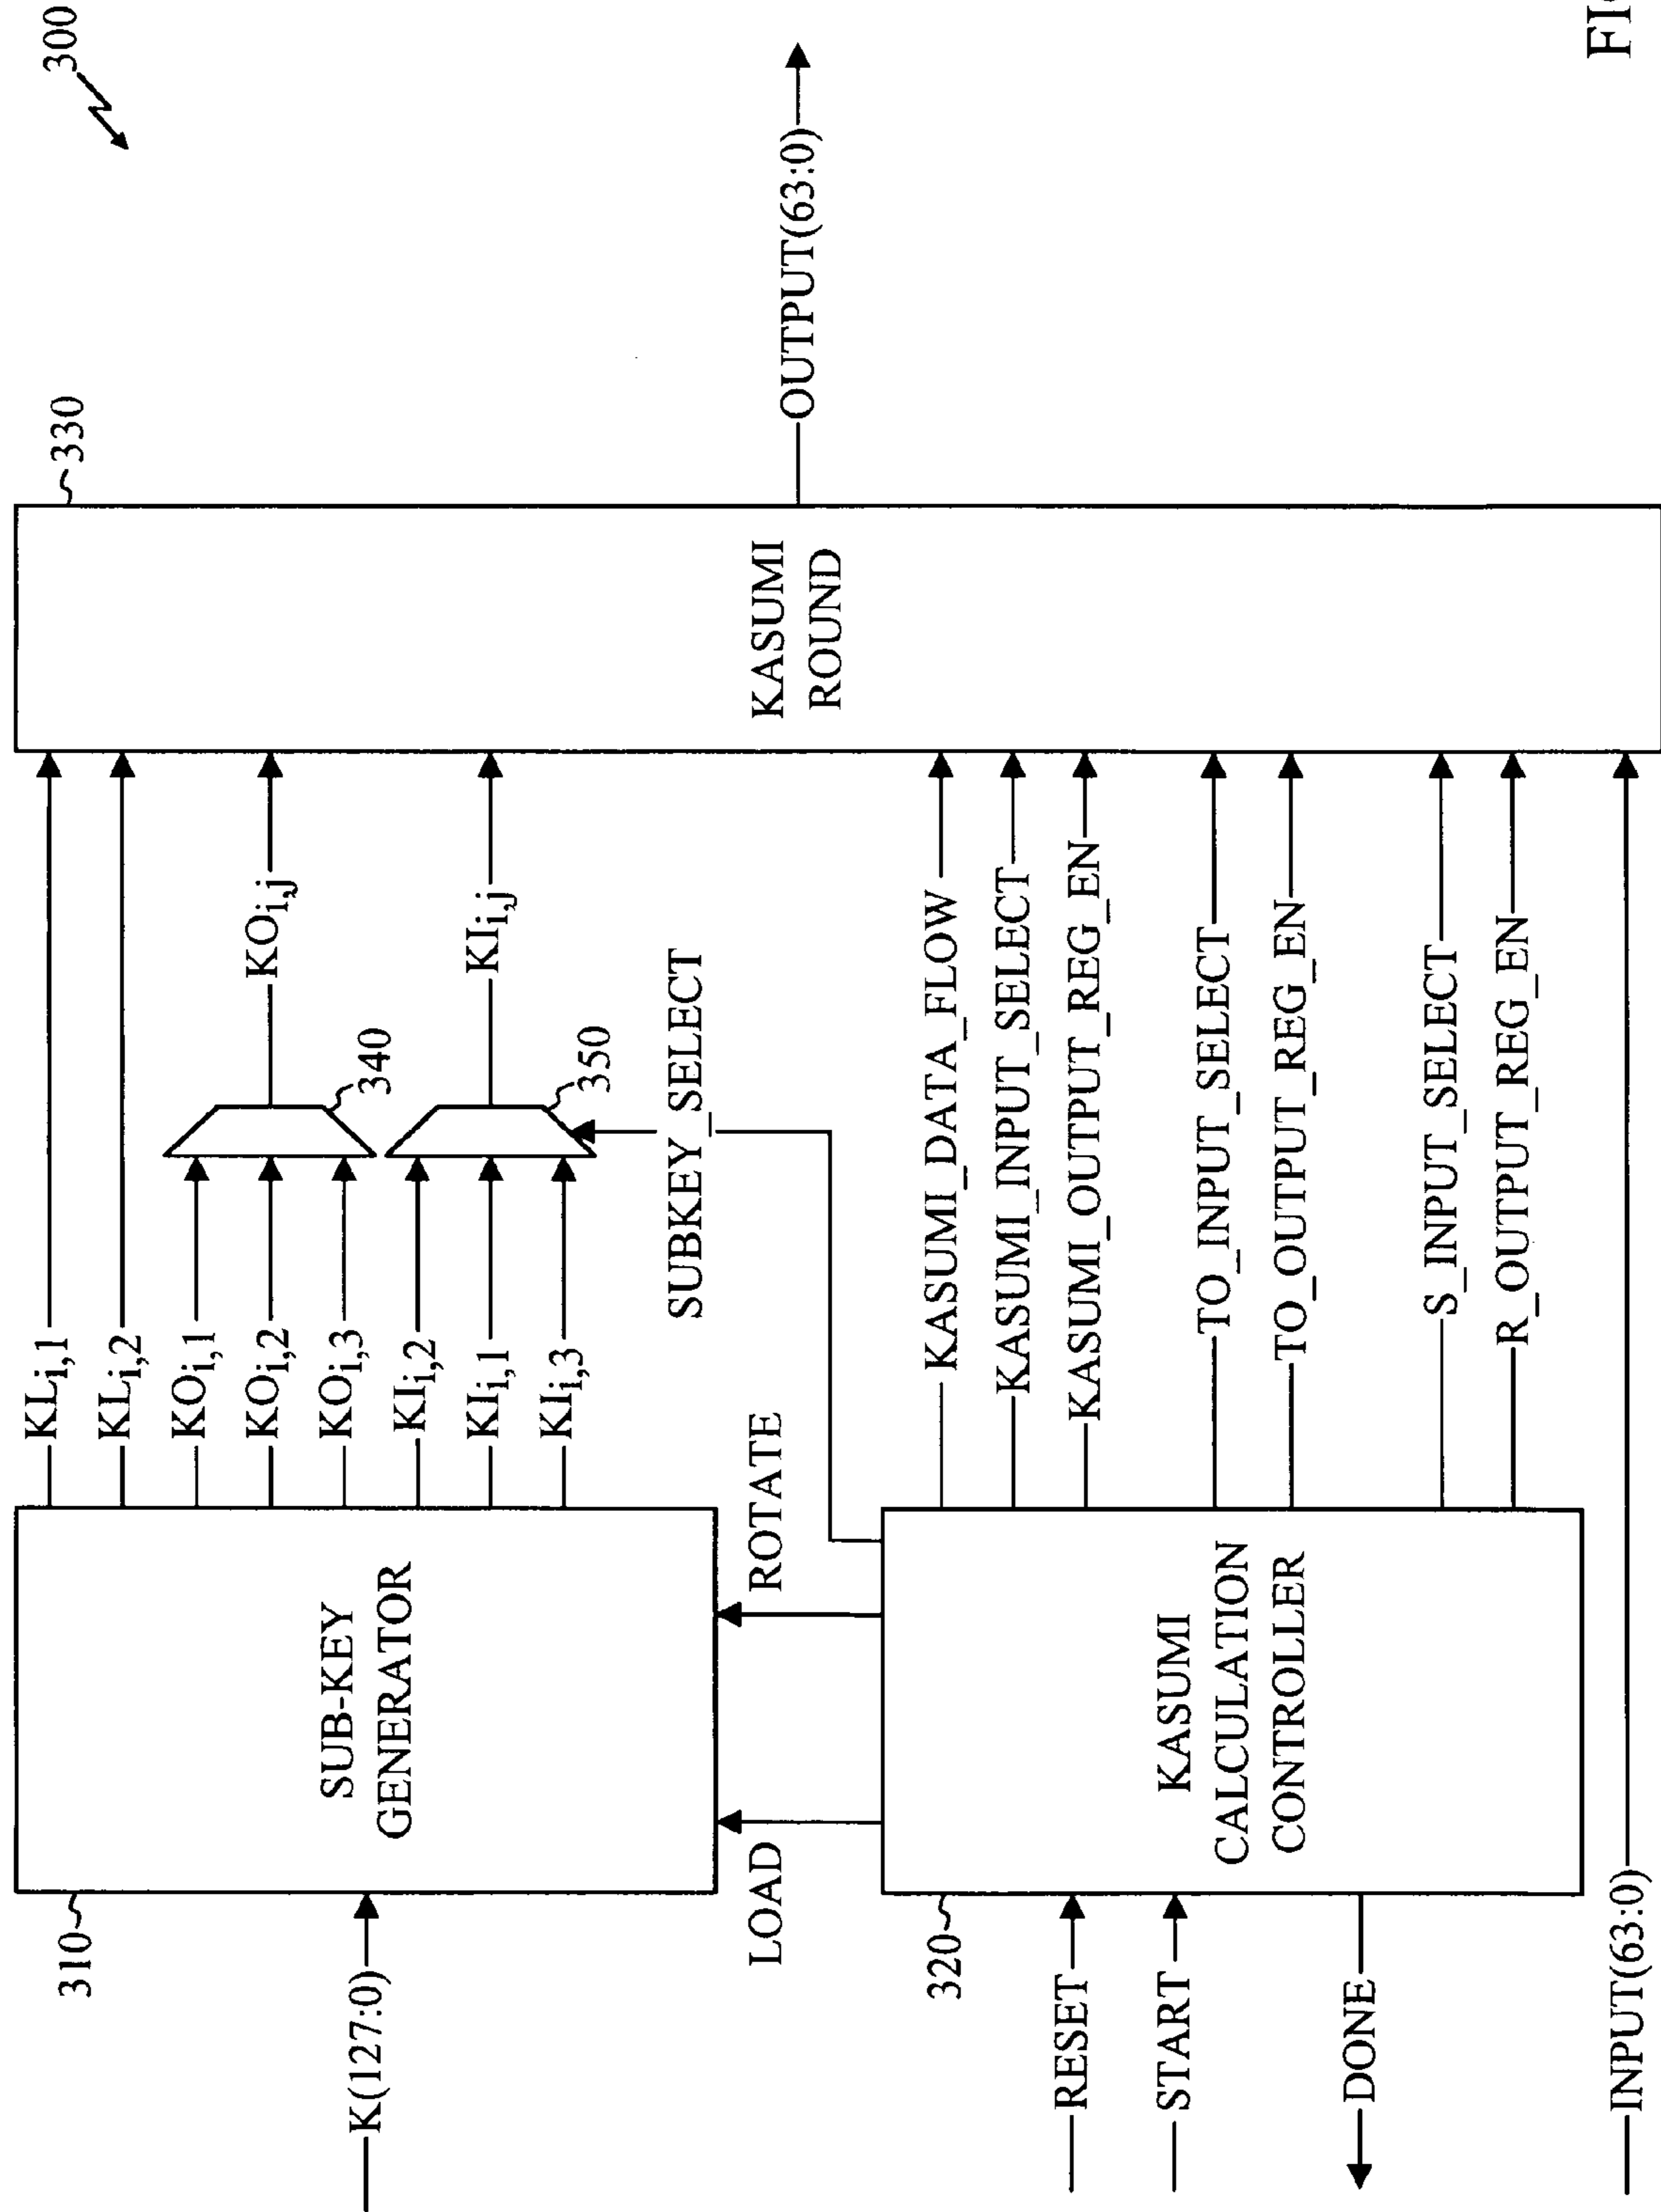 300
330
310
320
340
350
K(127:0)
SUB-KEY
GENERATOR
KLi,1
KLi,2
KOi,1
KOi,2
KOi,3
KIi,2
KIi,1
KIi,3
KOi,j
KIi,j
SUBKEY_SELECT
LOAD
ROTATE
RESET
START
DONE
KASUMI
CALCULATION
CONTROLLER
KASUMI_DATA_FLOW
KASUMI_INPUT_SELECT
KASUMI_OUTPUT_REG_EN
TO_INPUT_SELECT
TO_OUTPUT_REG_EN
S_INPUT_SELECT
R_OUTPUT_REG_EN
INPUT(63:0)
KASUMI
ROUND
OUTPUT(63:0)